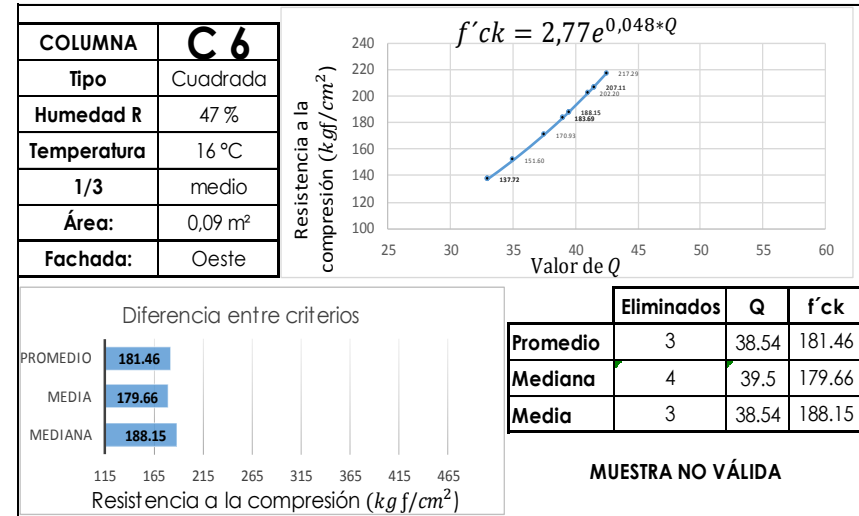 COLUMNA C 6
Tipo Cuadrada
Humedad R 47 %
Temperatura 16 °C
1/3 medio
Área: 0,09 m²
Fachada: Oeste
f´ck = 2,77e^{0,048*Q}
Resistencia a la
compresión (kgf/cm²)
240
220
200
180
160
140
120
100
217.29
207.11
202.20
188.15
183.69
170.93
151.60
137.72
25 30 35 40 45 50 55 60
Valor de Q
Diferencia entre criterios
PROMEDIO 181.46
MEDIA 179.66
MEDIANA 188.15
115 165 215 265 315 365 415 465
Resistencia a la compresión (kg f/cm²)
Eliminados Q f´ck
Promedio 3 38.54 181.46
Mediana 4 39.5 179.66
Media 3 38.54 188.15
MUESTRA NO VÁLIDA